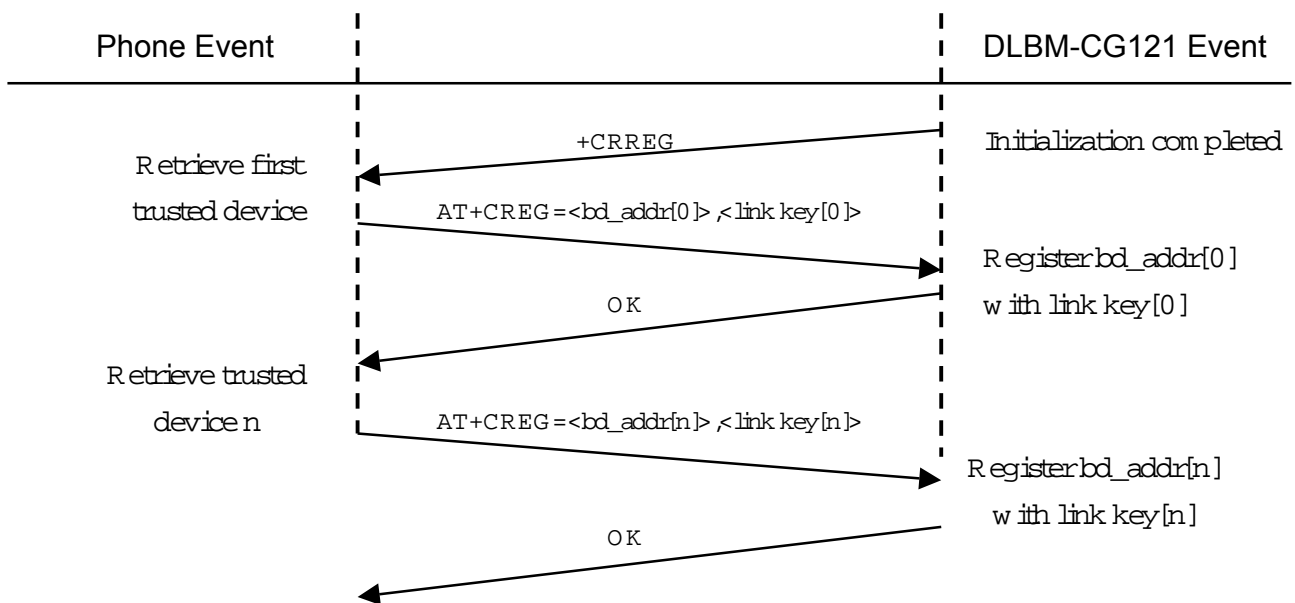 Phone Event
DLBM-CG121 Event
+CRREG
Initialization completed
Retrieve first
trusted device
AT+CREG=<bd_addr[0]>,<link key[0]>
Register bd_addr[0]
with link key[0]
OK
Retrieve trusted
device n
AT+CREG=<bd_addr[n]>,<link key[n]>
Register bd_addr[n]
with link key[n]
OK